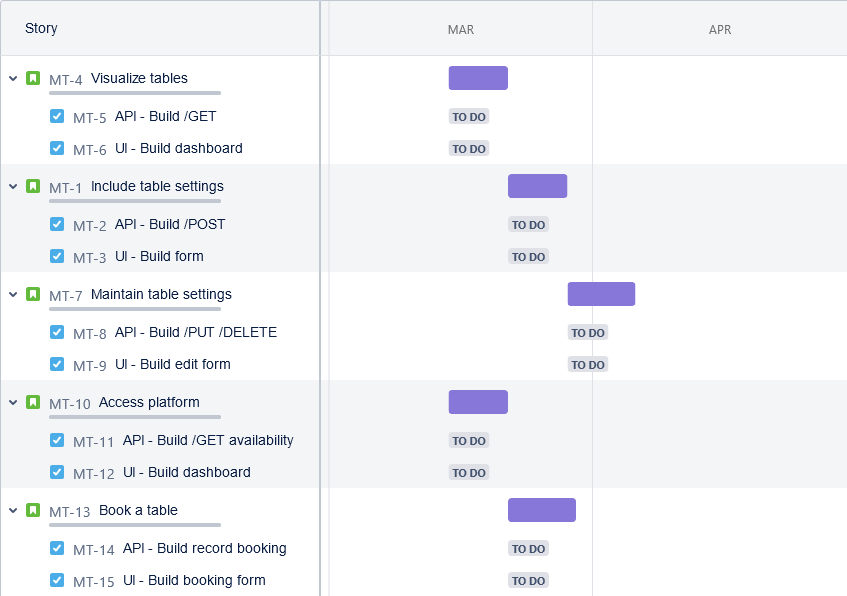 Story MAR APR
MT-4 Visualize tables
MT-5 API - Build /GET TO DO
MT-6 UI - Build dashboard TO DO
MT-1 Include table settings
MT-2 API - Build /POST TO DO
MT-3 UI - Build form TO DO
MT-7 Maintain table settings
MT-8 API - Build /PUT /DELETE TO DO
MT-9 UI - Build edit form TO DO
MT-10 Access platform
MT-11 API - Build /GET availability TO DO
MT-12 UI - Build dashboard TO DO
MT-13 Book a table
MT-14 API - Build record booking TO DO
MT-15 UI - Build booking form TO DO